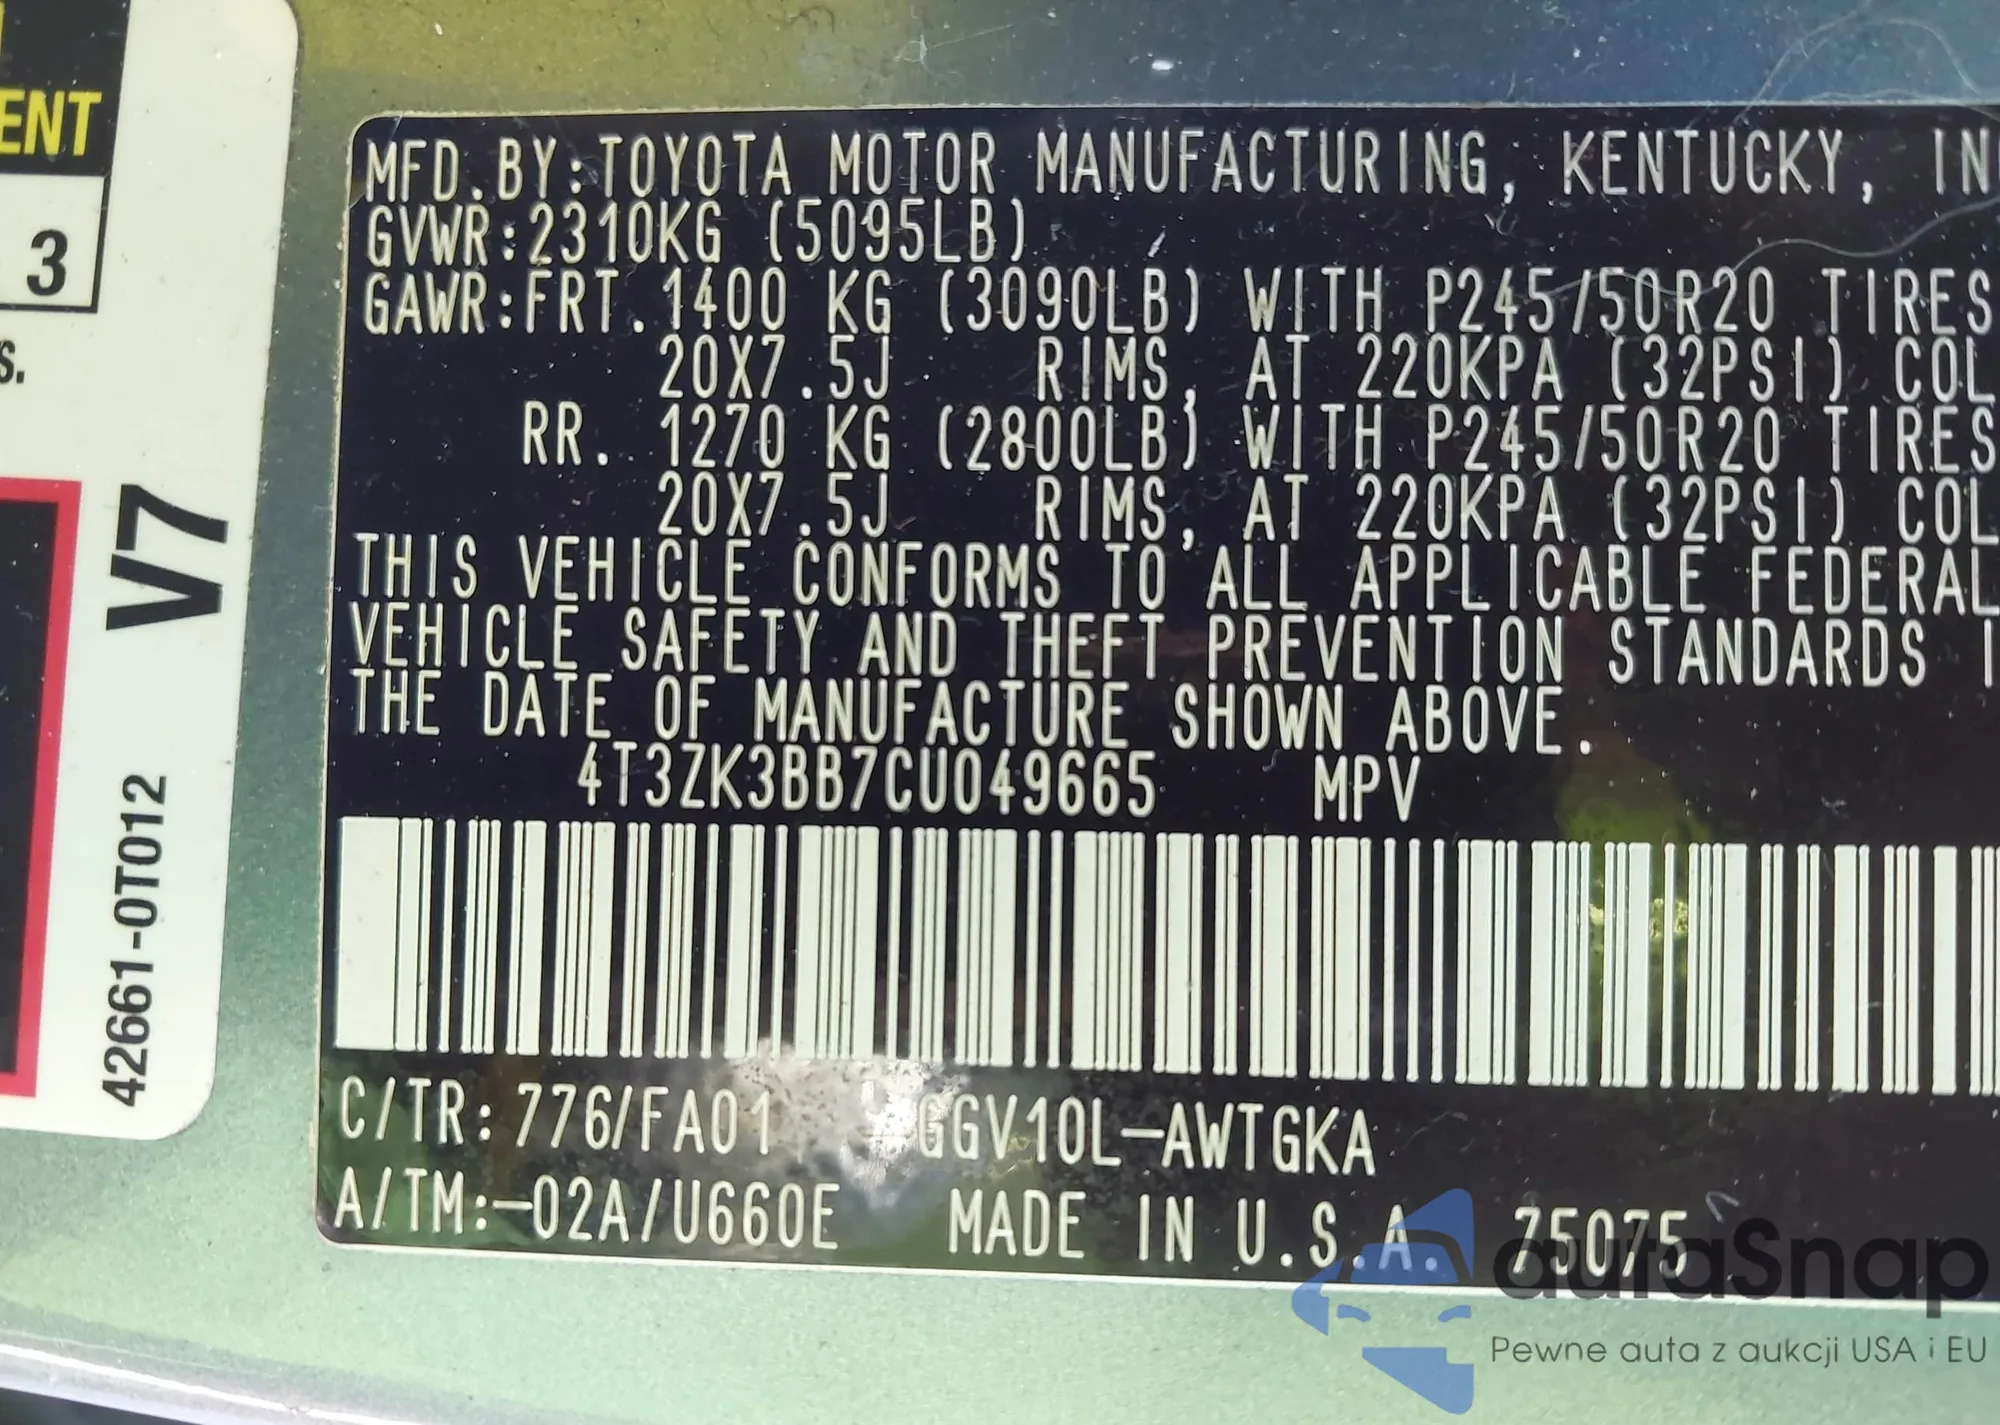 ENT
3
S.
V7
42661-0T012
MFD.BY:TOYOTA MOTOR MANUFACTURING, KENTUCKY, IN
GVWR:2310KG (5095LB)
GAWR:FRT.1400 KG (3090LB) WITH P245/50R20 TIRES
20X7.5J RIMS, AT 220KPA (32PSI) COL
RR. 1270 KG (2800LB) WITH P245/50R20 TIRES
20X7.5J RIMS, AT 220KPA (32PSI) COL
THIS VEHICLE CONFORMS TO ALL APPLICABLE FEDERAL
VEHICLE SAFETY AND THEFT PREVENTION STANDARDS I
THE DATE OF MANUFACTURE SHOWN ABOVE.
4T3ZK3BB7CU049665 MPV
C/TR: 776/FA01 GGV10L-AWTGKA
A/TM:-02A/U660E MADE IN U.S.A. 75075
autaSnap
Pewne auta z aukcji USA i EU